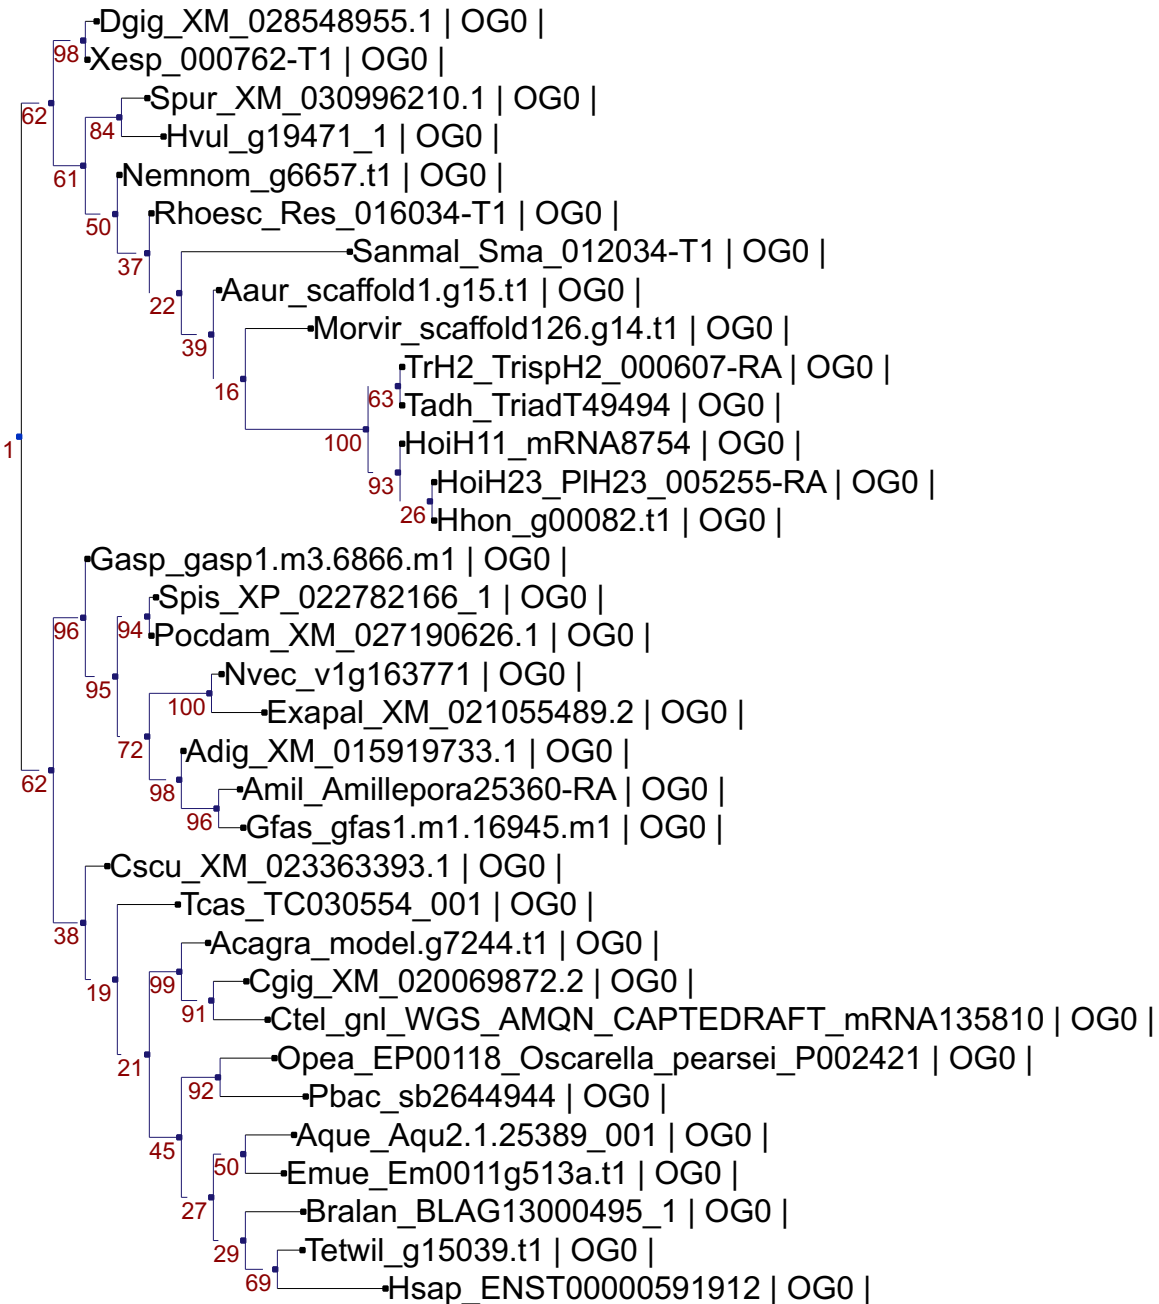 Dgig_XM_028548955.1 | OG0 |
98
Xesp_000762-T1 | OG0 |
Spur_XM_030996210.1 | OG0 |
62
84
Hvul_g19471_1 | OG0 |
61
Nemnom_g6657.t1 | OG0 |
Rhoesc_Res_016034-T1 | OG0 |
50
Sanmal_Sma_012034-T1 | OG0 |
37
Aaur_scaffold1.g15.t1 | OG0 |
22
Morvir_scaffold126.g14.t1 | OG0 |
39
TrH2_TrispH2_000607-RA | OG0 |
16
63
Tadh_TriadT49494 | OG0 |
1
100
HoiH11_mRNA8754 | OG0 |
93
HoiH23_PlH23_005255-RA | OG0 |
26
Hhon_g00082.t1 | OG0 |
Gasp_gasp1.m3.6866.m1 | OG0 |
Spis_XP_022782166_1 | OG0 |
96
94
Pocdam_XM_027190626.1 | OG0 |
Nvec_v1g163771 | OG0 |
95
100
Exapal_XM_021055489.2 | OG0 |
72
Adig_XM_015919733.1 | OG0 |
62
98
Amil_Amillepora25360-RA | OG0 |
96
Gfas_gfas1.m1.16945.m1 | OG0 |
Cscu_XM_023363393.1 | OG0 |
Tcas_TC030554_001 | OG0 |
38
Acagra_model.g7244.t1 | OG0 |
19
99
Cgig_XM_020069872.2 | OG0 |
91
Ctel_gnl_WGS_AMQN_CAPTEDRAFT_mRNA135810 | OG0 |
21
Opea_EP00118_Oscarella_pearsei_P002421 | OG0 |
92
Pbac_sb2644944 | OG0 |
45
Aque_Aqu2.1.25389_001 | OG0 |
50
Emue_Em0011g513a.t1 | OG0 |
27
Bralan_BLAG13000495_1 | OG0 |
29
Tetwil_g15039.t1 | OG0 |
69
Hsap_ENST00000591912 | OG0 |